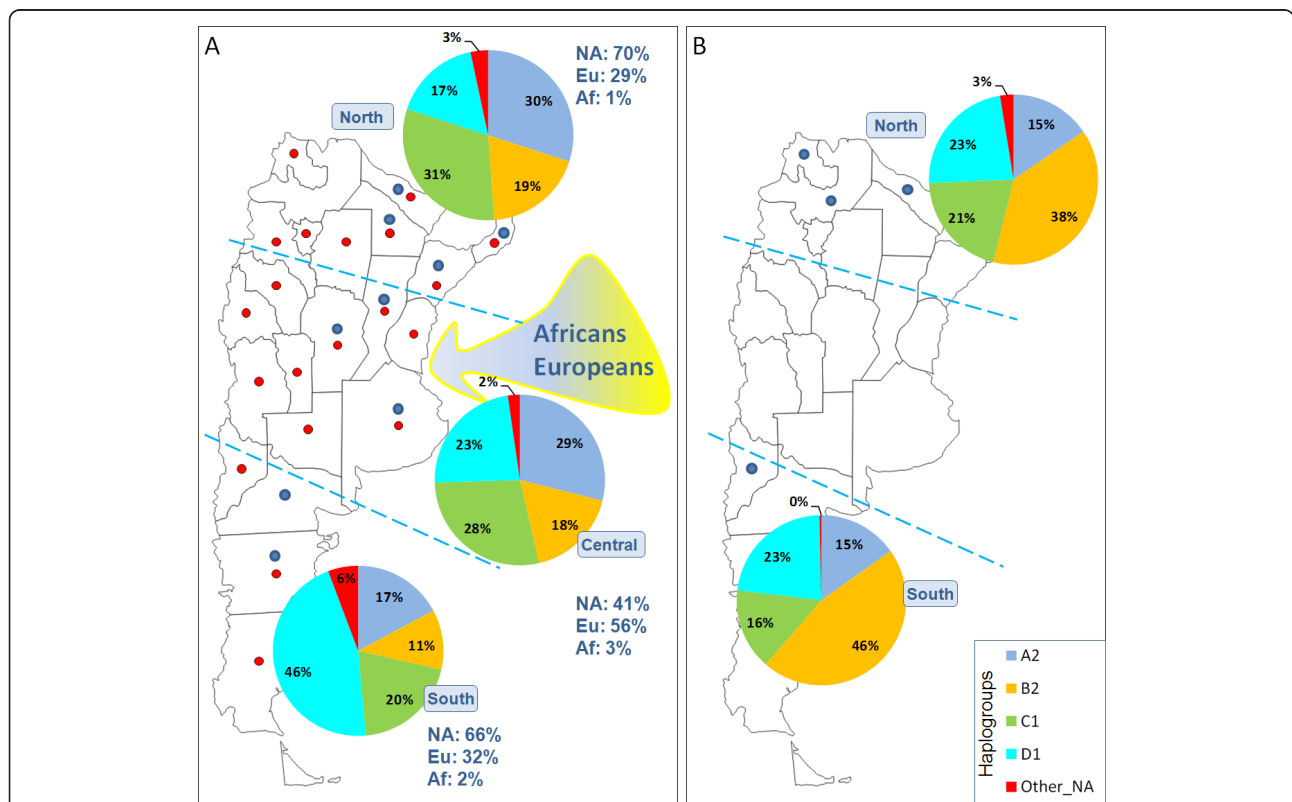 A
3%
NA: 70%
Eu: 29%
Af: 1%
17%
30%
North
31%
19%
Africans
Europeans
2%
23%
29%
28%
18%
Central
NA: 41%
Eu: 56%
Af: 3%
6%
17%
11%
46%
20%
South
NA: 66%
Eu: 32%
Af: 2%
B
3%
North
15%
23%
21%
38%
0%
15%
23%
South
16%
46%
Haplogroups
A2
B2
C1
D1
Other_NA